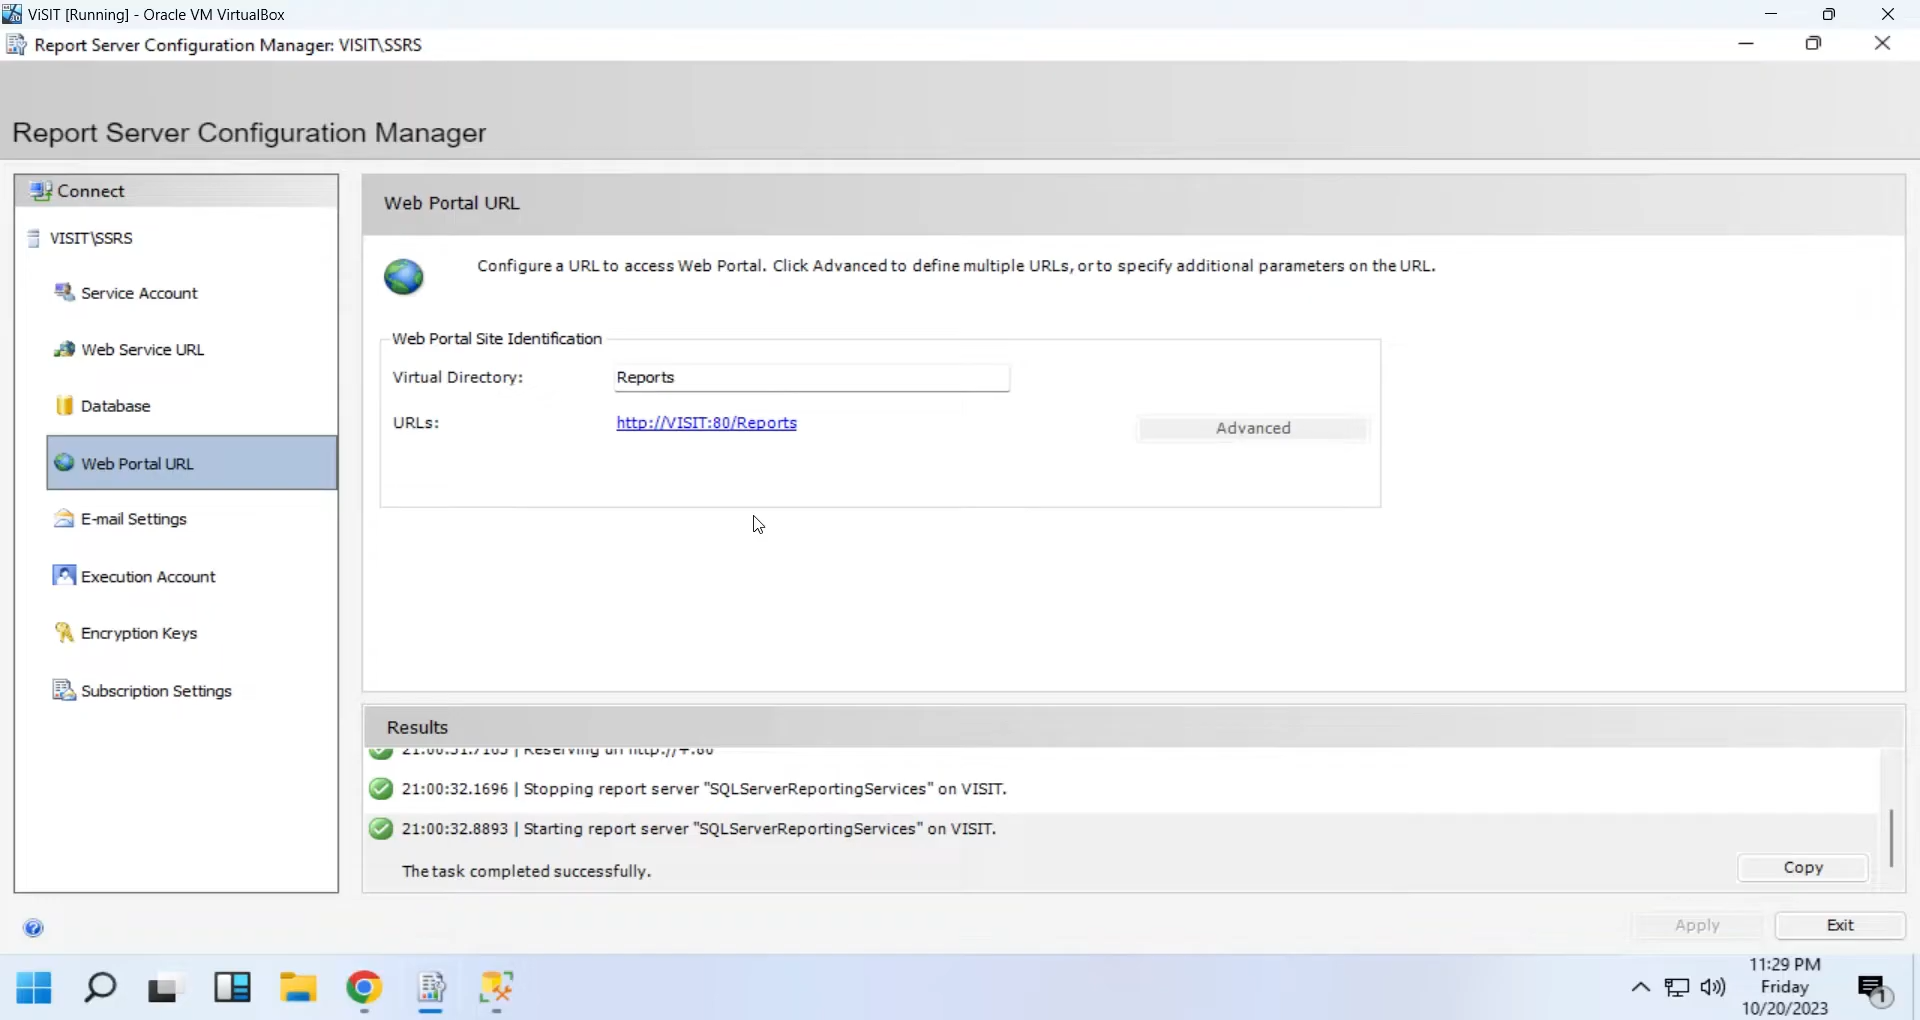 ViSIT [Running] - Oracle VM VirtualBox
Report Server Configuration Manager: VISIT\SSRS
Report Server Configuration Manager
Connect
VISIT\SSRS
Service Account
Web Service URL
Database
Web Portal URL
E-mail Settings
Execution Account
Encryption Keys
Subscription Settings
Web Portal URL
Configure a URL to access Web Portal. Click Advanced to define multiple URLs, or to specify additional parameters on the URL.
Web Portal Site Identification
Virtual Directory: Reports
URLs: http://VISIT:80/Reports
Advanced
Results
21:00:32.1696 | Stopping report server "SQLServerReportingServices" on VISIT.
21:00:32.8893 | Starting report server "SQLServerReportingServices" on VISIT.
The task completed successfully.
Copy
Apply
Exit
11:29 PM
Friday
10/20/2023
1